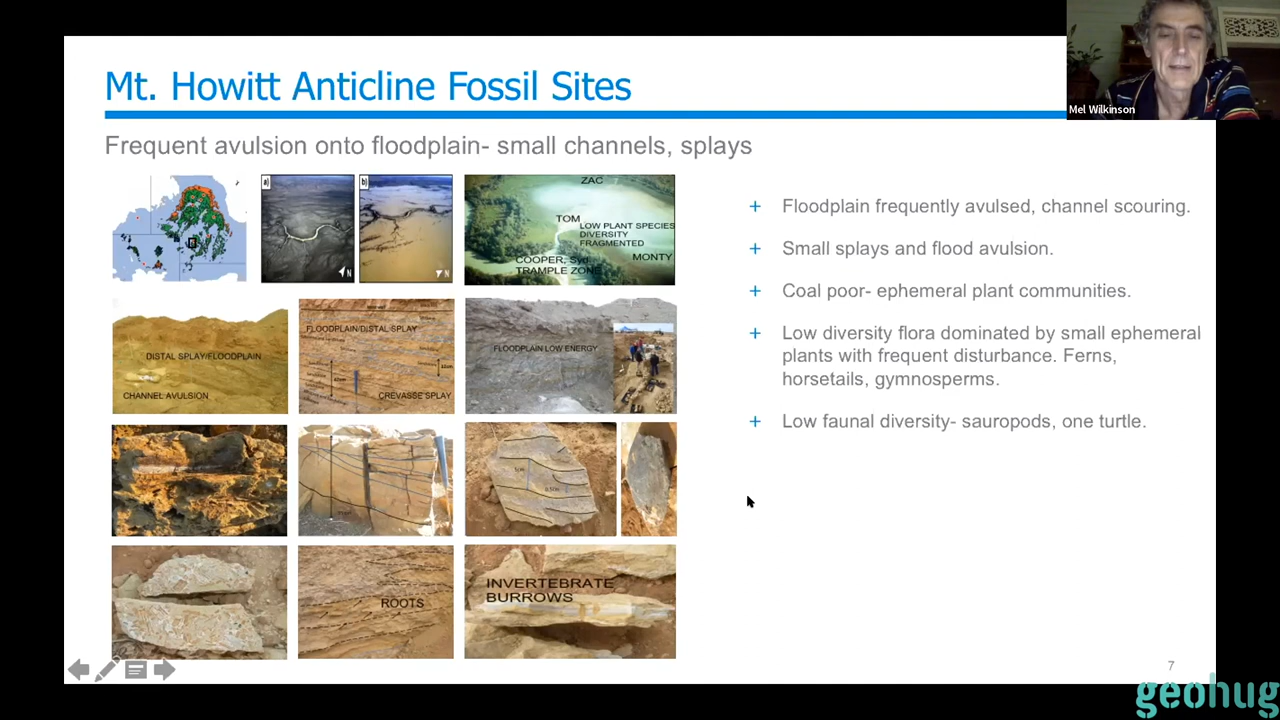 Mt. Howitt Anticline Fossil Sites
Mel Wilkinson
Frequent avulsion onto floodplain- small channels, splays
a)
b)
N
N
ZAC
TOM
LOW PLANT SPECIES
DIVERSITY
FRAGMENTED
MONTY
COOPER, Syd
TRAMPLE ZONE
DISTAL SPLAY/FLOODPLAIN
CHANNEL AVULSION
FLOODPLAIN/DISTAL SPLAY
CREVASSE SPLAY
FLOODPLAIN LOW ENERGY
ROOTS
INVERTEBRATE
BURROWS
+ Floodplain frequently avulsed, channel scouring.
+ Small splays and flood avulsion.
+ Coal poor- ephemeral plant communities.
+ Low diversity flora dominated by small ephemeral
plants with frequent disturbance. Ferns,
horsetails, gymnosperms.
+ Low faunal diversity- sauropods, one turtle.
7
geohug